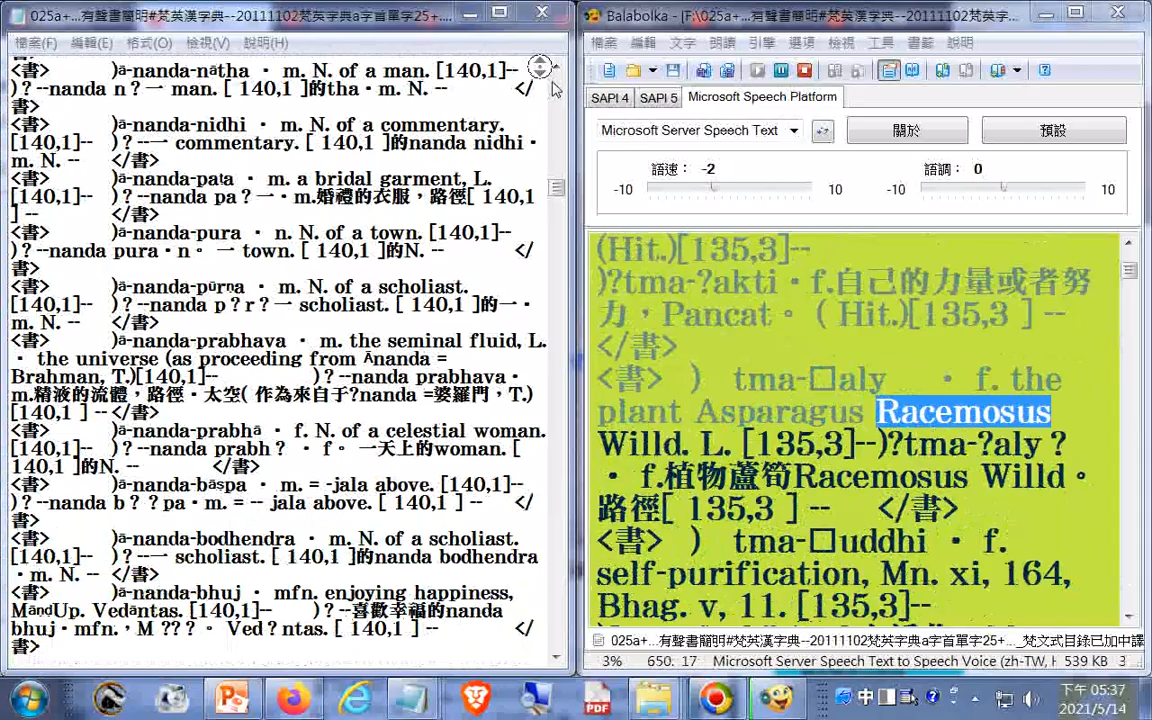 025a+...有聲書簡明#梵英漢字典--20111102梵英字典a字首單字25+...
檔案(F) 編輯(E) 格式(O) 檢視(V) 說明(H)
<書> )ā-nanda-nātha ‧ m. N. of a man. [140,1]--
)? --nanda n?一 man. [ 140,1 ]的tha‧m. N. -- </
書>
<書> )ā-nanda-nidhi ‧ m. N. of a commentary.
[140,1]-- )? --一 commentary. [ 140,1 ]的nanda nidhi‧
m. N. -- </書>
<書> )ā-nanda-paṭa ‧ m. a bridal garment, L.
[140,1]-- )? --nanda pa?一‧m.婚禮的衣服，路徑[ 140,1
] -- </書>
<書> )ā-nanda-pura ‧ n. N. of a town. [140,1]--
)? --nanda pura‧n。 一 town. [ 140,1 ]的N. -- </
書>
<書> )ā-nanda-pūrṇa ‧ m. N. of a scholiast.
[140,1]-- )? --nanda p?r?一 scholiast. [ 140,1 ]的一‧
m. N. -- </書>
<書> )ā-nanda-prabhava ‧ m. the seminal fluid, L.
‧ the universe (as proceeding from Ānanda =
Brahman, T.)[140,1]-- )? --nanda prabhava‧
m.精液的流體，路徑‧太空( 作為來自于?nanda =婆羅門，T.)
[140,1 ] -- </書>
<書> )ā-nanda-prabhā ‧ f. N. of a celestial woman.
[140,1]-- )? --nanda prabh? ‧ f。 一天上的woman. [
140,1 ]的N. -- </書>
<書> )ā-nanda-bāṣpa ‧ m. = -jala above. [140,1]--
)? --nanda b??pa‧m. = -- jala above. [ 140,1 ] -- </
書>
<書> )ā-nanda-bodhendra ‧ m. N. of a scholiast.
[140,1]-- )? --一 scholiast. [ 140,1 ]的nanda bodhendra
‧m. N. -- </書>
<書> )ā-nanda-bhuj ‧ mfn. enjoying happiness,
MāṇḍUp. Vedāntas. [140,1]-- )? --喜歡幸福的nanda
bhuj‧mfn.，M ???。 Ved?ntas. [ 140,1 ] -- </
書>
Balabolka - [F:\025a+...有聲書簡明#梵英漢字典--20111102梵英字...
檔案 編輯 文字 朗讀 引擎 選項 檢視 工具 書籤 說明
SAPI 4 SAPI 5 Microsoft Speech Platform
Microsoft Server Speech Text 關於 預設
語速： -2 語調： 0
-10 10 -10 10
(Hit.)[135,3]--
)?tma-?akti‧f.自己的力量或者努
力，Pancat。( Hit.)[135,3 ] --
</書>
<書> ) tma-□aly ‧ f. the
plant Asparagus Racemosus
Willd. L. [135,3]--)?tma-?aly?
‧ f.植物蘆筍Racemosus Willd。
路徑[ 135,3 ] -- </書>
<書> ) tma-□uddhi ‧ f.
self-purification, Mn. xi, 164,
Bhag. v, 11. [135,3]--
025a+...有聲書簡明#梵英漢字典--20111102梵英字典a字首單字25+..._梵文式目錄已加中譯
3% 650. 17 Microsoft Server Speech Text to Speech Voice (zh-TW, H 539 KB 3
PDF 中 下午 05:37
2021/5/14